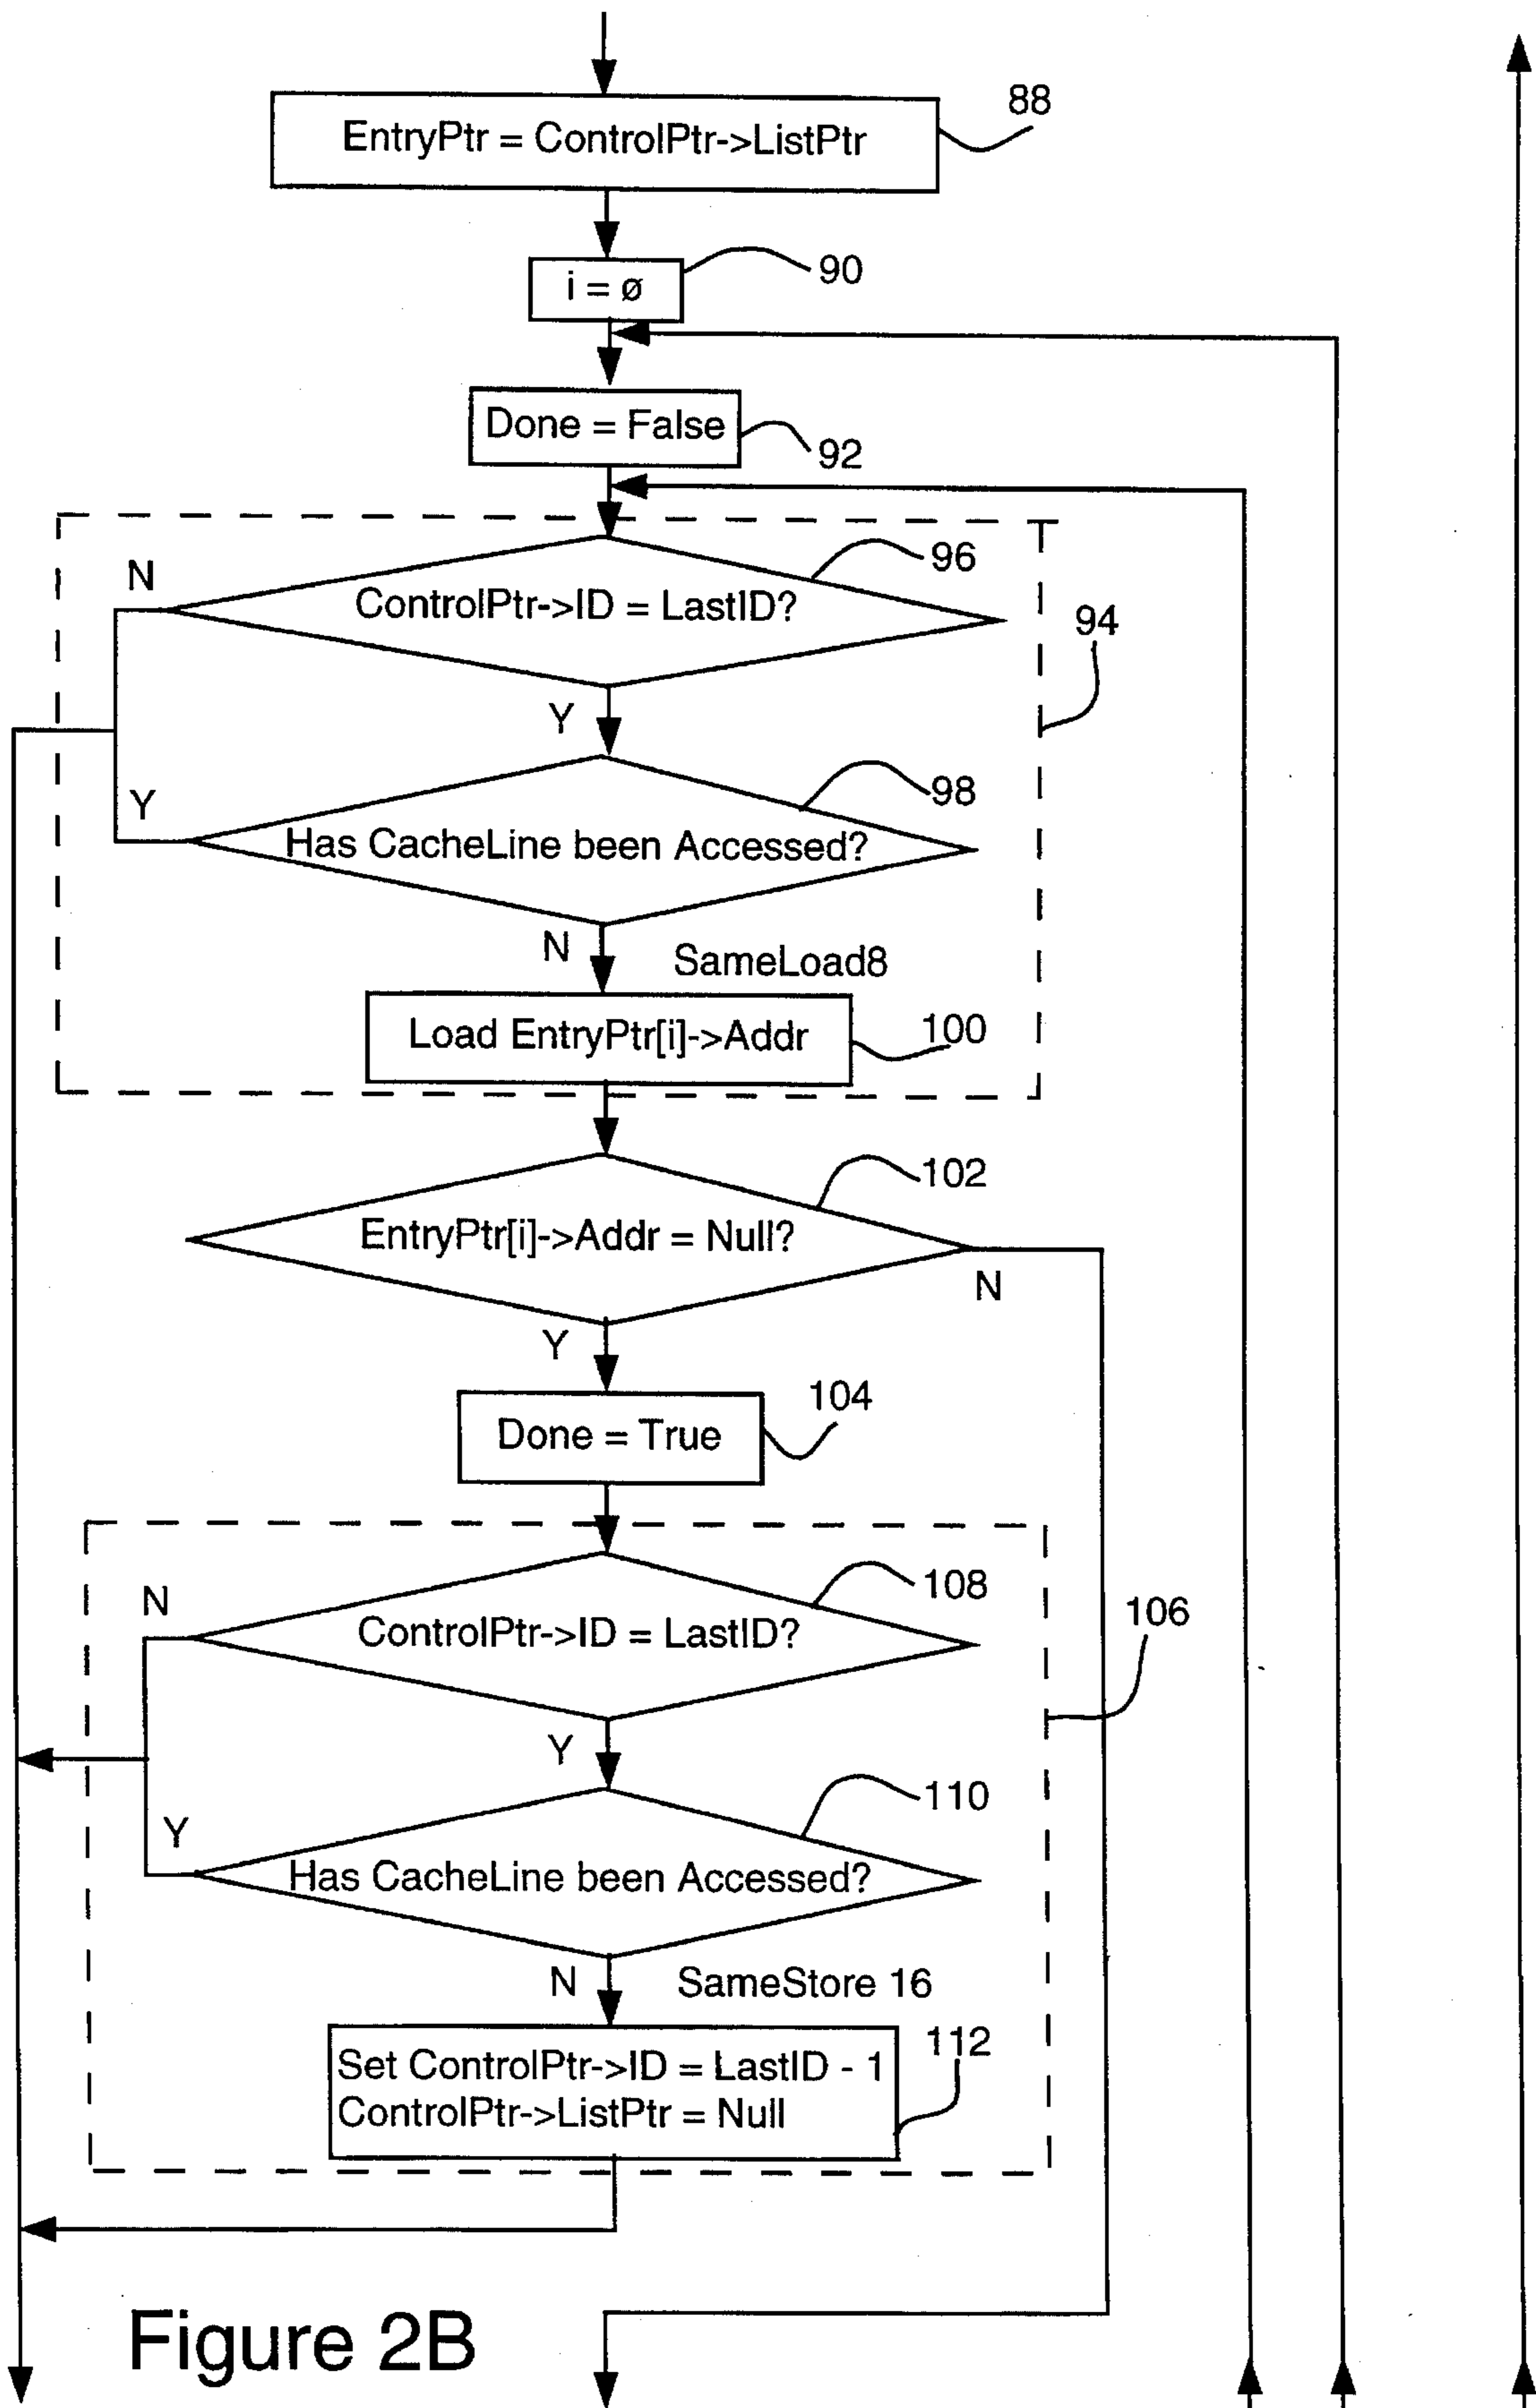 88
EntryPtr = ControlPtr->ListPtr
90
i = ø
Done = False
92
96
N
ControlPtr->ID = LastID?
94
Y
98
Y
Has CacheLine been Accessed?
N
SameLoad8
100
Load EntryPtr[i]->Addr
102
EntryPtr[i]->Addr = Null?
N
Y
104
Done = True
108
N
106
ControlPtr->ID = LastID?
Y
110
Y
Has CacheLine been Accessed?
N
SameStore 16
112
Set ControlPtr->ID = LastID - 1
ControlPtr->ListPtr = Null
Figure 2B